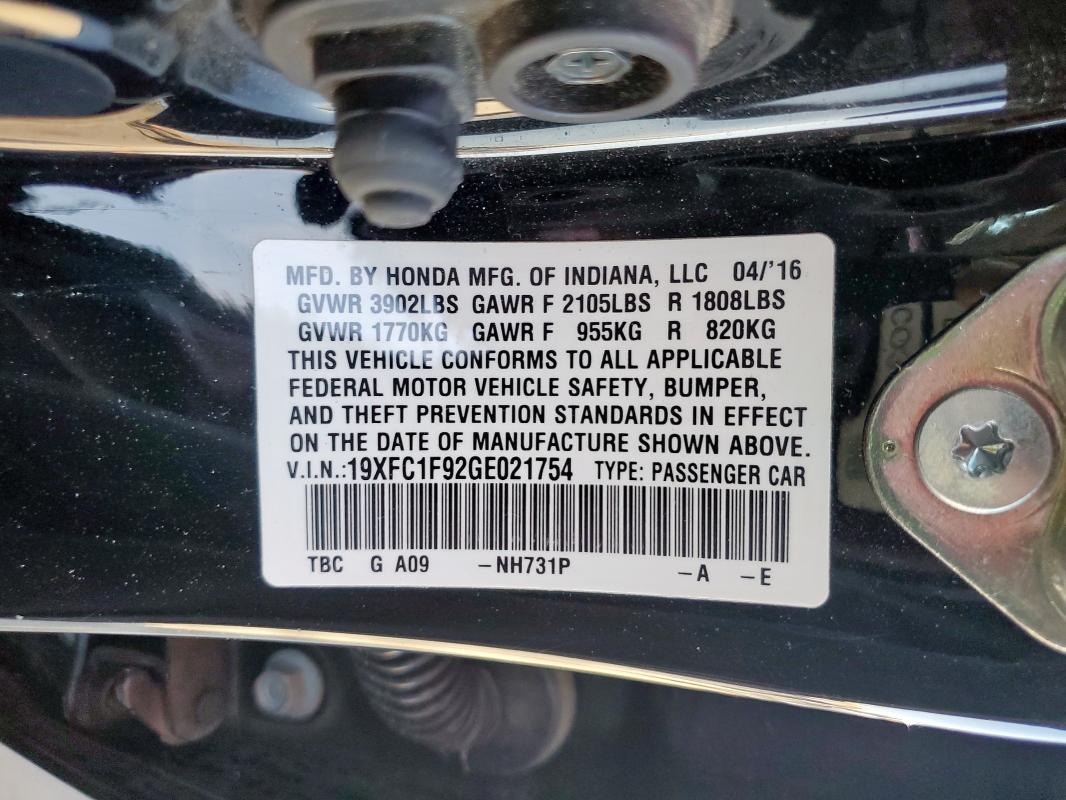 MFD. BY HONDA MFG. OF INDIANA, LLC 04/'16
GVWR 3902LBS GAWR F 2105LBS R 1808LBS
GVWR 1770KG GAWR F 955KG R 820KG
THIS VEHICLE CONFORMS TO ALL APPLICABLE
FEDERAL MOTOR VEHICLE SAFETY, BUMPER,
AND THEFT PREVENTION STANDARDS IN EFFECT
ON THE DATE OF MANUFACTURE SHOWN ABOVE.
V.I.N.:19XFC1F92GE021754 TYPE: PASSENGER CAR
TBC G A09 –NH731P –A –E